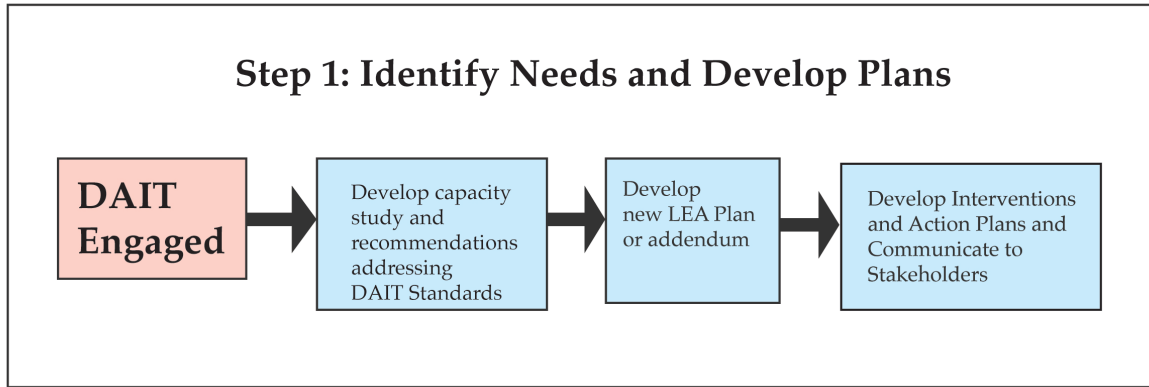 Step 1: Identify Needs and Develop Plans
DAIT
Engaged
Develop capacity
study and
recommendations
addressing
DAIT Standards
Develop
new LEA Plan
or addendum
Develop Interventions
and Action Plans and
Communicate to
Stakeholders